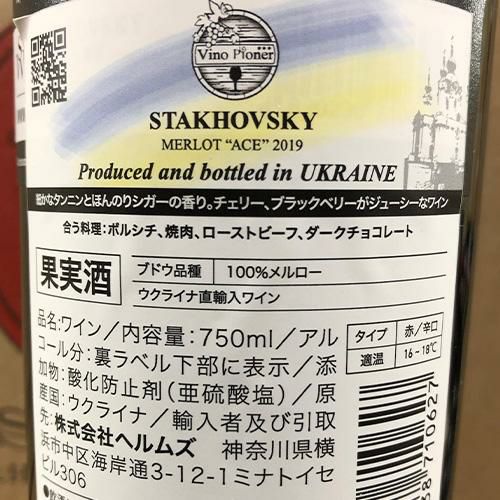 Vino Pioner
STAKHOVSKY
MERLOT “ACE” 2019
Produced and bottled in UKRAINE
細かなタンニンとほんのりシガーの香り。チェリー、ブラックベリーがジューシーなワイン
合う料理：ボルシチ、焼肉、ローストビーフ、ダークチョコレート
果実酒
ブドウ品種 100%メルロー
ウクライナ直輸入ワイン
品名：ワイン／内容量：750ml／アル
コール分：裏ラベル下部に表示／添
加物：酸化防止剤（亜硫酸塩）／原
産国：ウクライナ／輸入者及び引取
先：株式会社ヘルムズ 神奈川県横
浜市中区海岸通3-12-1ミナトイセ
ビル306
タイプ 赤／辛口
適温 16-18℃
8710627